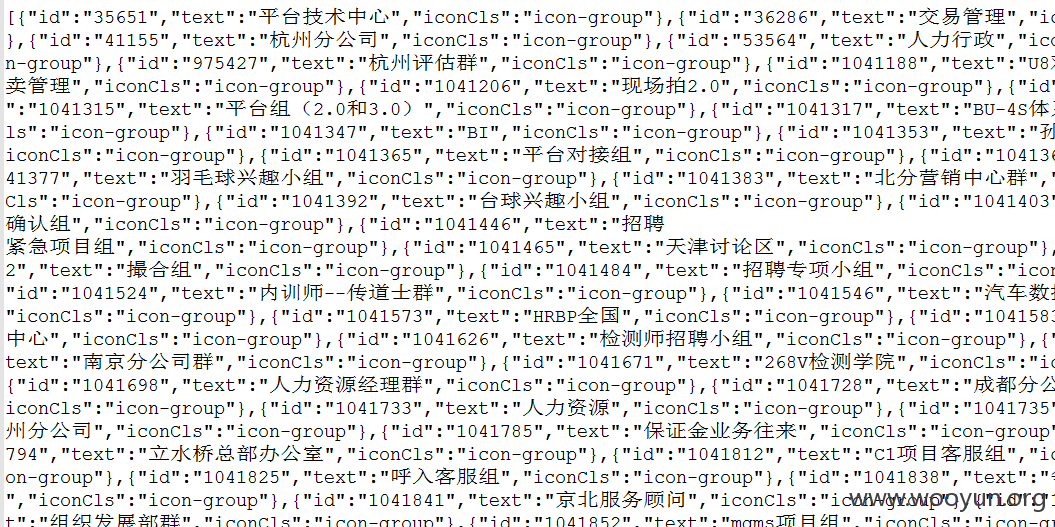 [{"id":"35651","text":"平台技术中心","iconCls":"icon-group"},{"id":"36286","text":"交易管理","ic
},{"id":"41155","text":"杭州分公司","iconCls":"icon-group"},{"id":"53564","text":"人力行政","ico
n-group"},{"id":"975427","text":"杭州评估群","iconCls":"icon-group"},{"id":"1041188","text":"U8
卖管理","iconCls":"icon-group"},{"id":"1041206","text":"现场拍2.0","iconCls":"icon-group"},{"id
":"1041315","text":"平台组（2.0和3.0）","iconCls":"icon-group"},{"id":"1041317","text":"BU-4S体
ls":"icon-group"},{"id":"1041347","text":"BI","iconCls":"icon-group"},{"id":"1041353","text":"孙
iconCls":"icon-group"},{"id":"1041365","text":"平台对接组","iconCls":"icon-group"},{"id":"10413
41377","text":"羽毛球兴趣小组","iconCls":"icon-group"},{"id":"1041383","text":"北分营销中心群","i
Cls":"icon-group"},{"id":"1041392","text":"台球兴趣小组","iconCls":"icon-group"},{"id":"1041403"
确认组","iconCls":"icon-group"},{"id":"1041446","text":"招聘
紧急项目组","iconCls":"icon-group"},{"id":"1041465","text":"天津讨论区","iconCls":"icon-group"},
2","text":"撮合组","iconCls":"icon-group"},{"id":"1041484","text":"招聘专项小组","iconCls":"icon
"id":"1041524","text":"内训师--传道士群","iconCls":"icon-group"},{"id":"1041546","text":"汽车数
"iconCls":"icon-group"},{"id":"1041573","text":"HRBP全国","iconCls":"icon-group"},{"id":"104158
中心","iconCls":"icon-group"},{"id":"1041626","text":"检测师招聘小组","iconCls":"icon-group"},{"
text":"南京分公司群","iconCls":"icon-group"},{"id":"1041671","text":"268V检测学院","iconCls":"ic
{"id":"1041698","text":"人力资源经理群","iconCls":"icon-group"},{"id":"1041728","text":"成都分公
iconCls":"icon-group"},{"id":"1041733","text":"人力资源","iconCls":"icon-group"},{"id":"1041735"
州分公司","iconCls":"icon-group"},{"id":"1041785","text":"保证金业务往来","iconCls":"icon-group"
794","text":"立水桥总部办公室","iconCls":"icon-group"},{"id":"1041812","text":"C1项目客服组","ic
on-group"},{"id":"1041825","text":"呼入客服组","iconCls":"icon-group"},{"id":"1041838","text":"
","iconCls":"icon-group"},{"id":"1041841","text":"京北服务顾问","iconCls":"icon-group"},{"id":"1
t":"组织发展部群","iconCls":"icon-group"},{"id":"1041852","text":"mgms项目组","iconCls":"icon-gr
www.wooyun.org